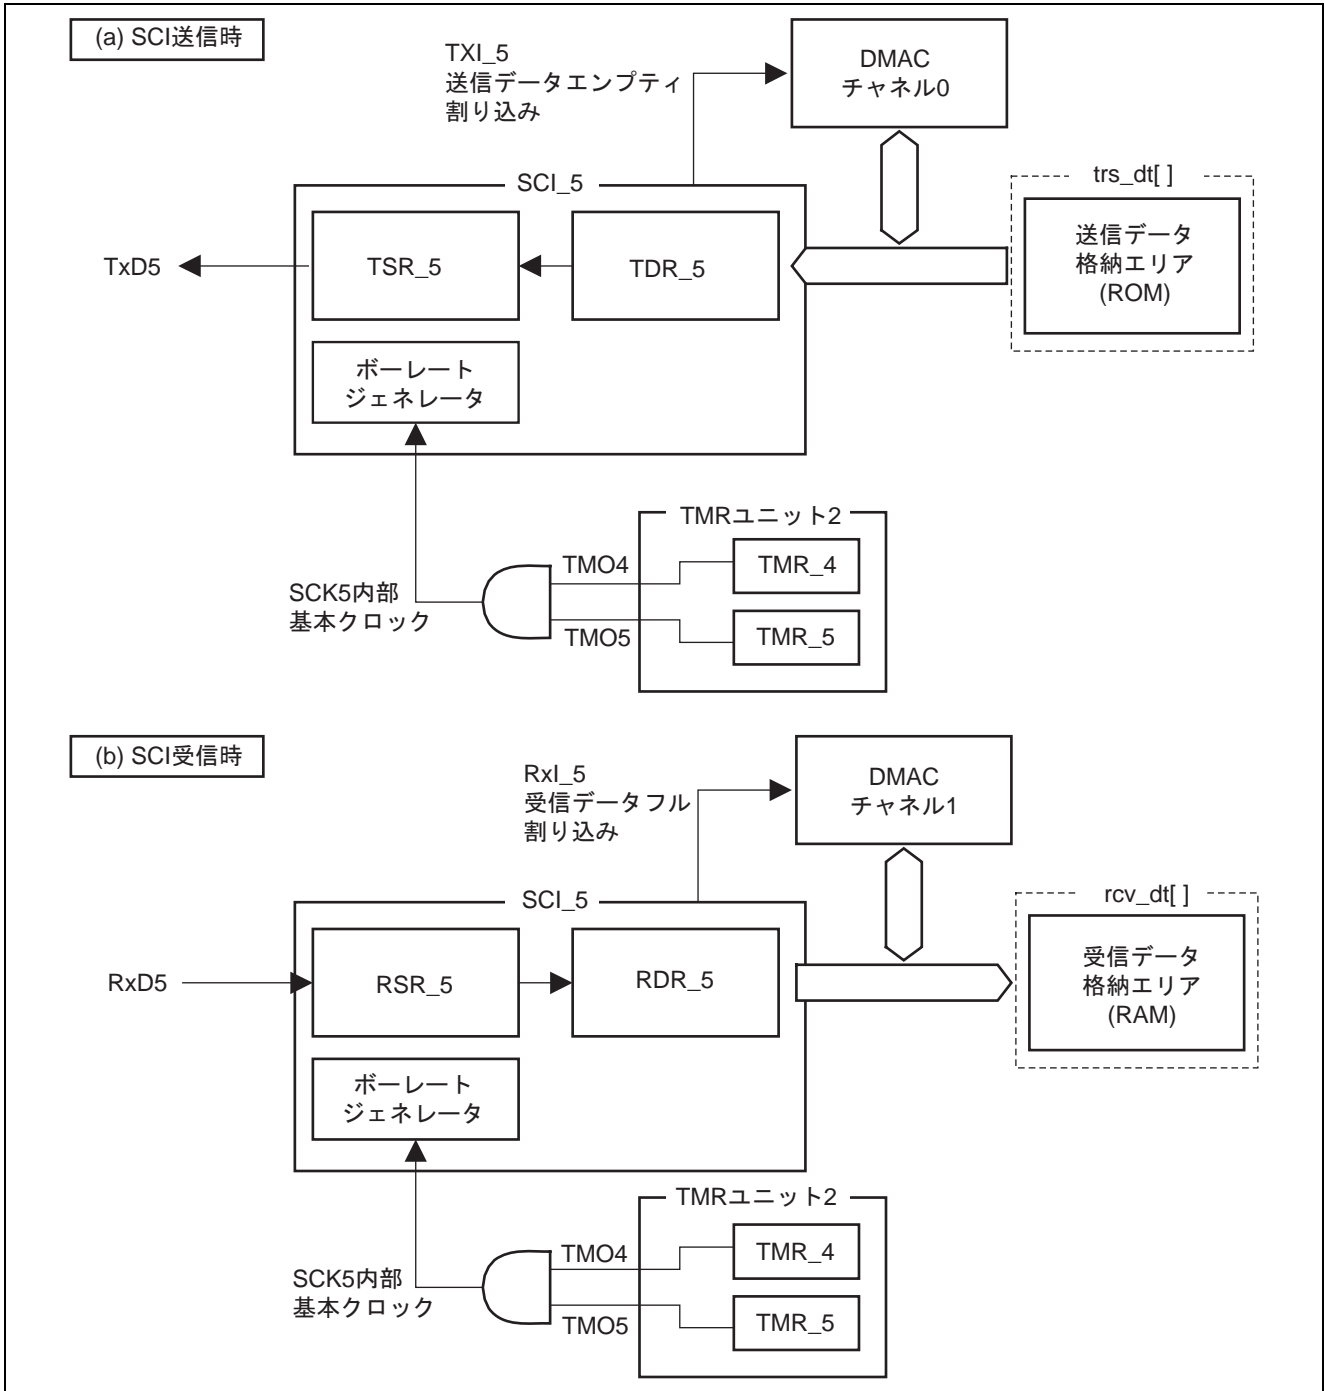 (a) SCI送信時
TXI_5
送信データエンプティ
割り込み
DMAC
チャネル0
SCI_5
trs_dt[ ]
TxD5
TSR_5
TDR_5
送信データ
格納エリア
(ROM)
ボーレート
ジェネレータ
TMRユニット2
TMO4
TMR_4
SCK5内部
基本クロック
TMO5
TMR_5
(b) SCI受信時
RxI_5
受信データフル
割り込み
DMAC
チャネル1
SCI_5
rcv_dt[ ]
RxD5
RSR_5
RDR_5
受信データ
格納エリア
(RAM)
ボーレート
ジェネレータ
TMRユニット2
TMO4
TMR_4
SCK5内部
基本クロック
TMO5
TMR_5